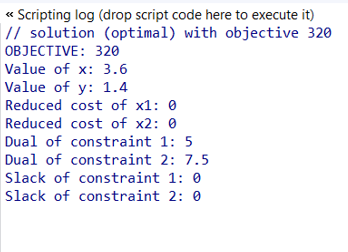 « Scripting log (drop script code here to execute it)
// solution (optimal) with objective 320
OBJECTIVE: 320
Value of x: 3.6
Value of y: 1.4
Reduced cost of x1: 0
Reduced cost of x2: 0
Dual of constraint 1: 5
Dual of constraint 2: 7.5
Slack of constraint 1: 0
Slack of constraint 2: 0